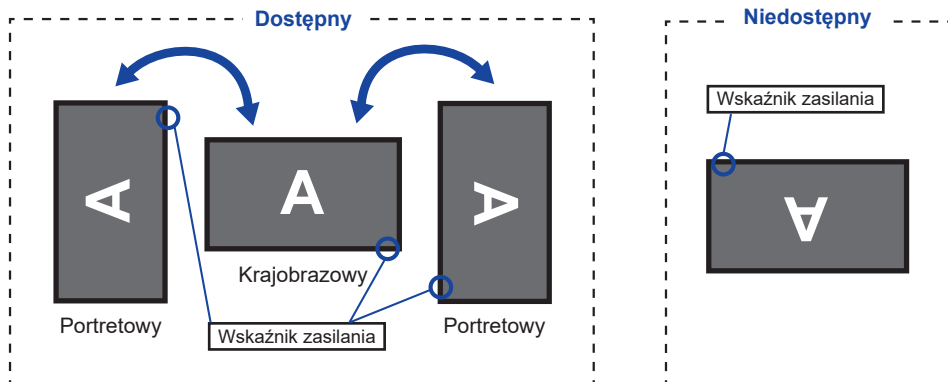 Dostępny
Niedostępny
A
A
A
Krajobrazowy
Portretowy
Wskaźnik zasilania
Portretowy
Wskaźnik zasilania
A